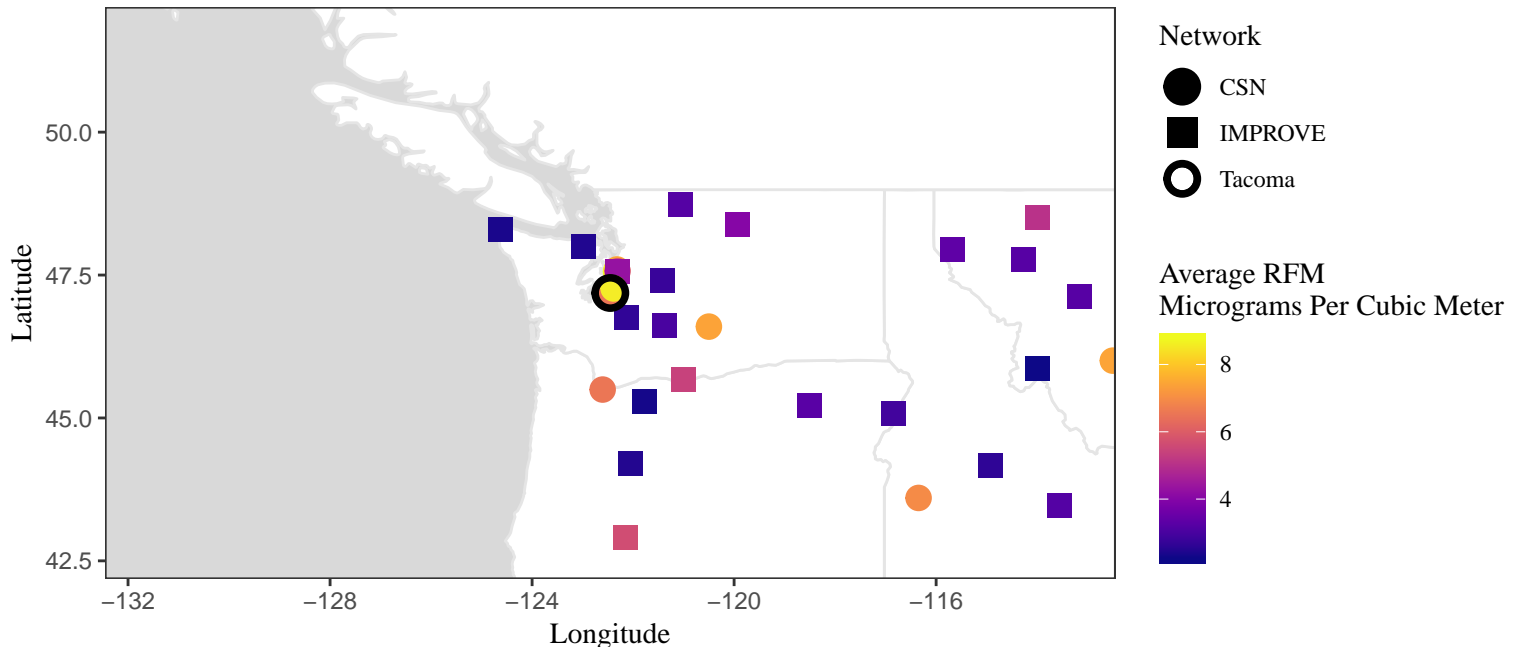 50.0
47.5
45.0
42.5
Latitude
−132
−128
−124
−120
−116
Longitude
Network
CSN
IMPROVE
Tacoma
Average RFM
Micrograms Per Cubic Meter
8
6
4